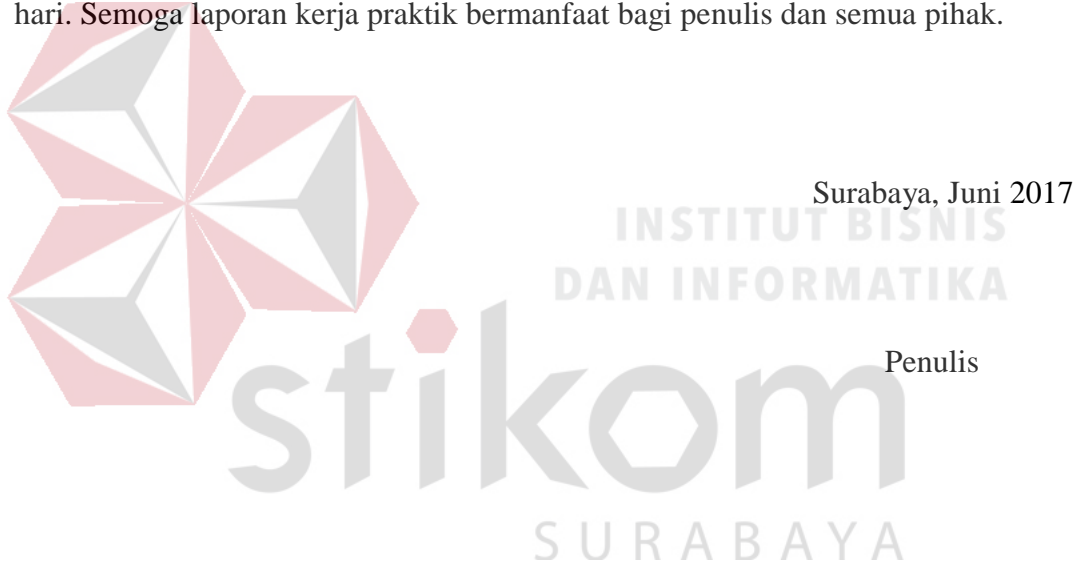 hari. Semoga laporan kerja praktik bermanfaat bagi penulis dan semua pihak.
Surabaya, Juni 2017
INSTITUT BISNIS
DAN INFORMATIKA
Penulis
stikom
SURABAYA